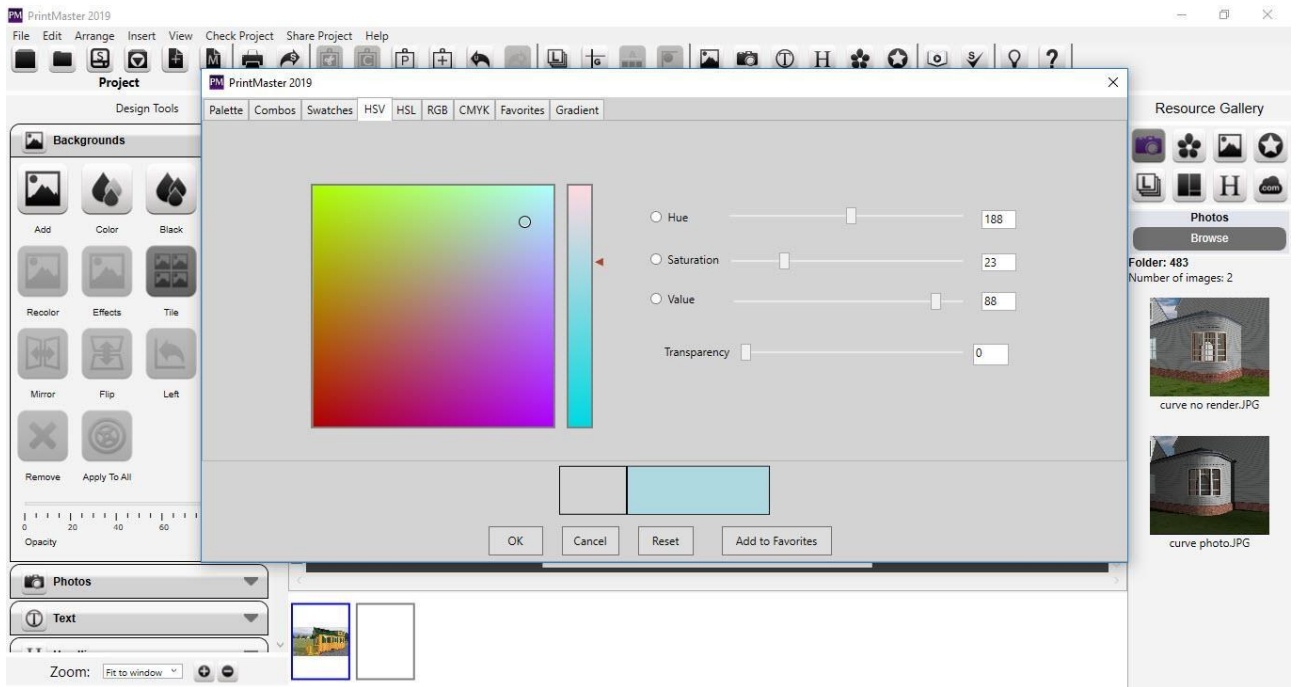 PM PrintMaster 2019
File Edit Arrange Insert View Check Project Share Project Help
Project
Design Tools
Backgrounds
Add Color Black
Recolor Effects Tile
Mirror Flip Left
Remove Apply To All
0 20 40 60
Opacity
Photos
Text
Zoom: Fit to window
PM PrintMaster 2019
Palette Combos Swatches HSV HSL RGB CMYK Favorites Gradient
Hue 188
Saturation 23
Value 88
Transparency 0
OK Cancel Reset Add to Favorites
Resource Gallery
Photos
Browse
Folder: 483
Number of images: 2
curve no render.JPG
curve photo.JPG